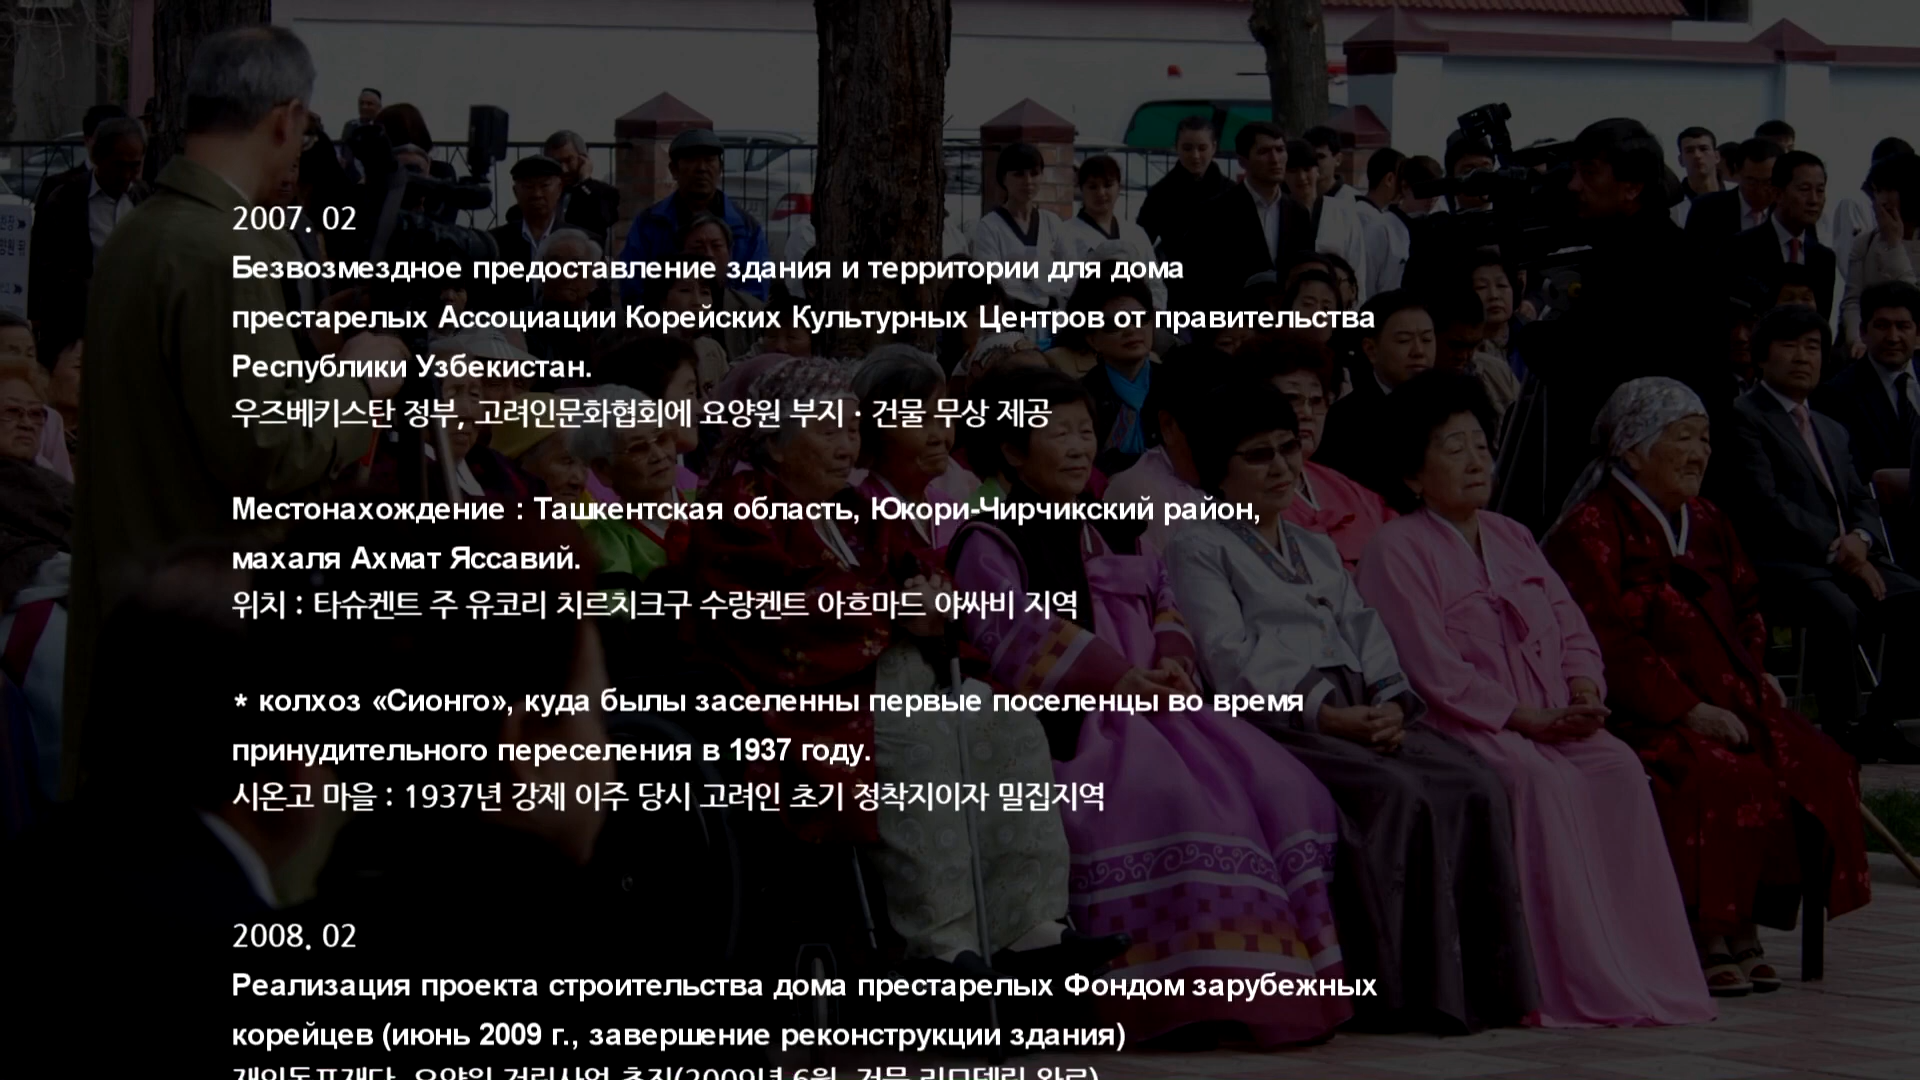 2007. 02
Безвозмездное предоставление здания и территории для дома
престарелых Ассоциации Корейских Культурных Центров от правительства
Республики Узбекистан.
우즈베키스탄 정부, 고려인문화협회에 요양원 부지 · 건물 무상 제공
Местонахождение : Ташкентская область, Юкори-Чирчикский район,
махаля Ахмат Яссавий.
위치 : 타슈켄트 주 유코리 치르치크구 수랑켄트 아흐마드 야싸비 지역
* колхоз «Сионго», куда былы заселенны первые поселенцы во время
принудительного переселения в 1937 году.
시온고 마을 : 1937년 강제 이주 당시 고려인 초기 정착지이자 밀집지역
2008. 02
Реализация проекта строительства дома престарелых Фондом зарубежных
корейцев (июнь 2009 г., завершение реконструкции здания)